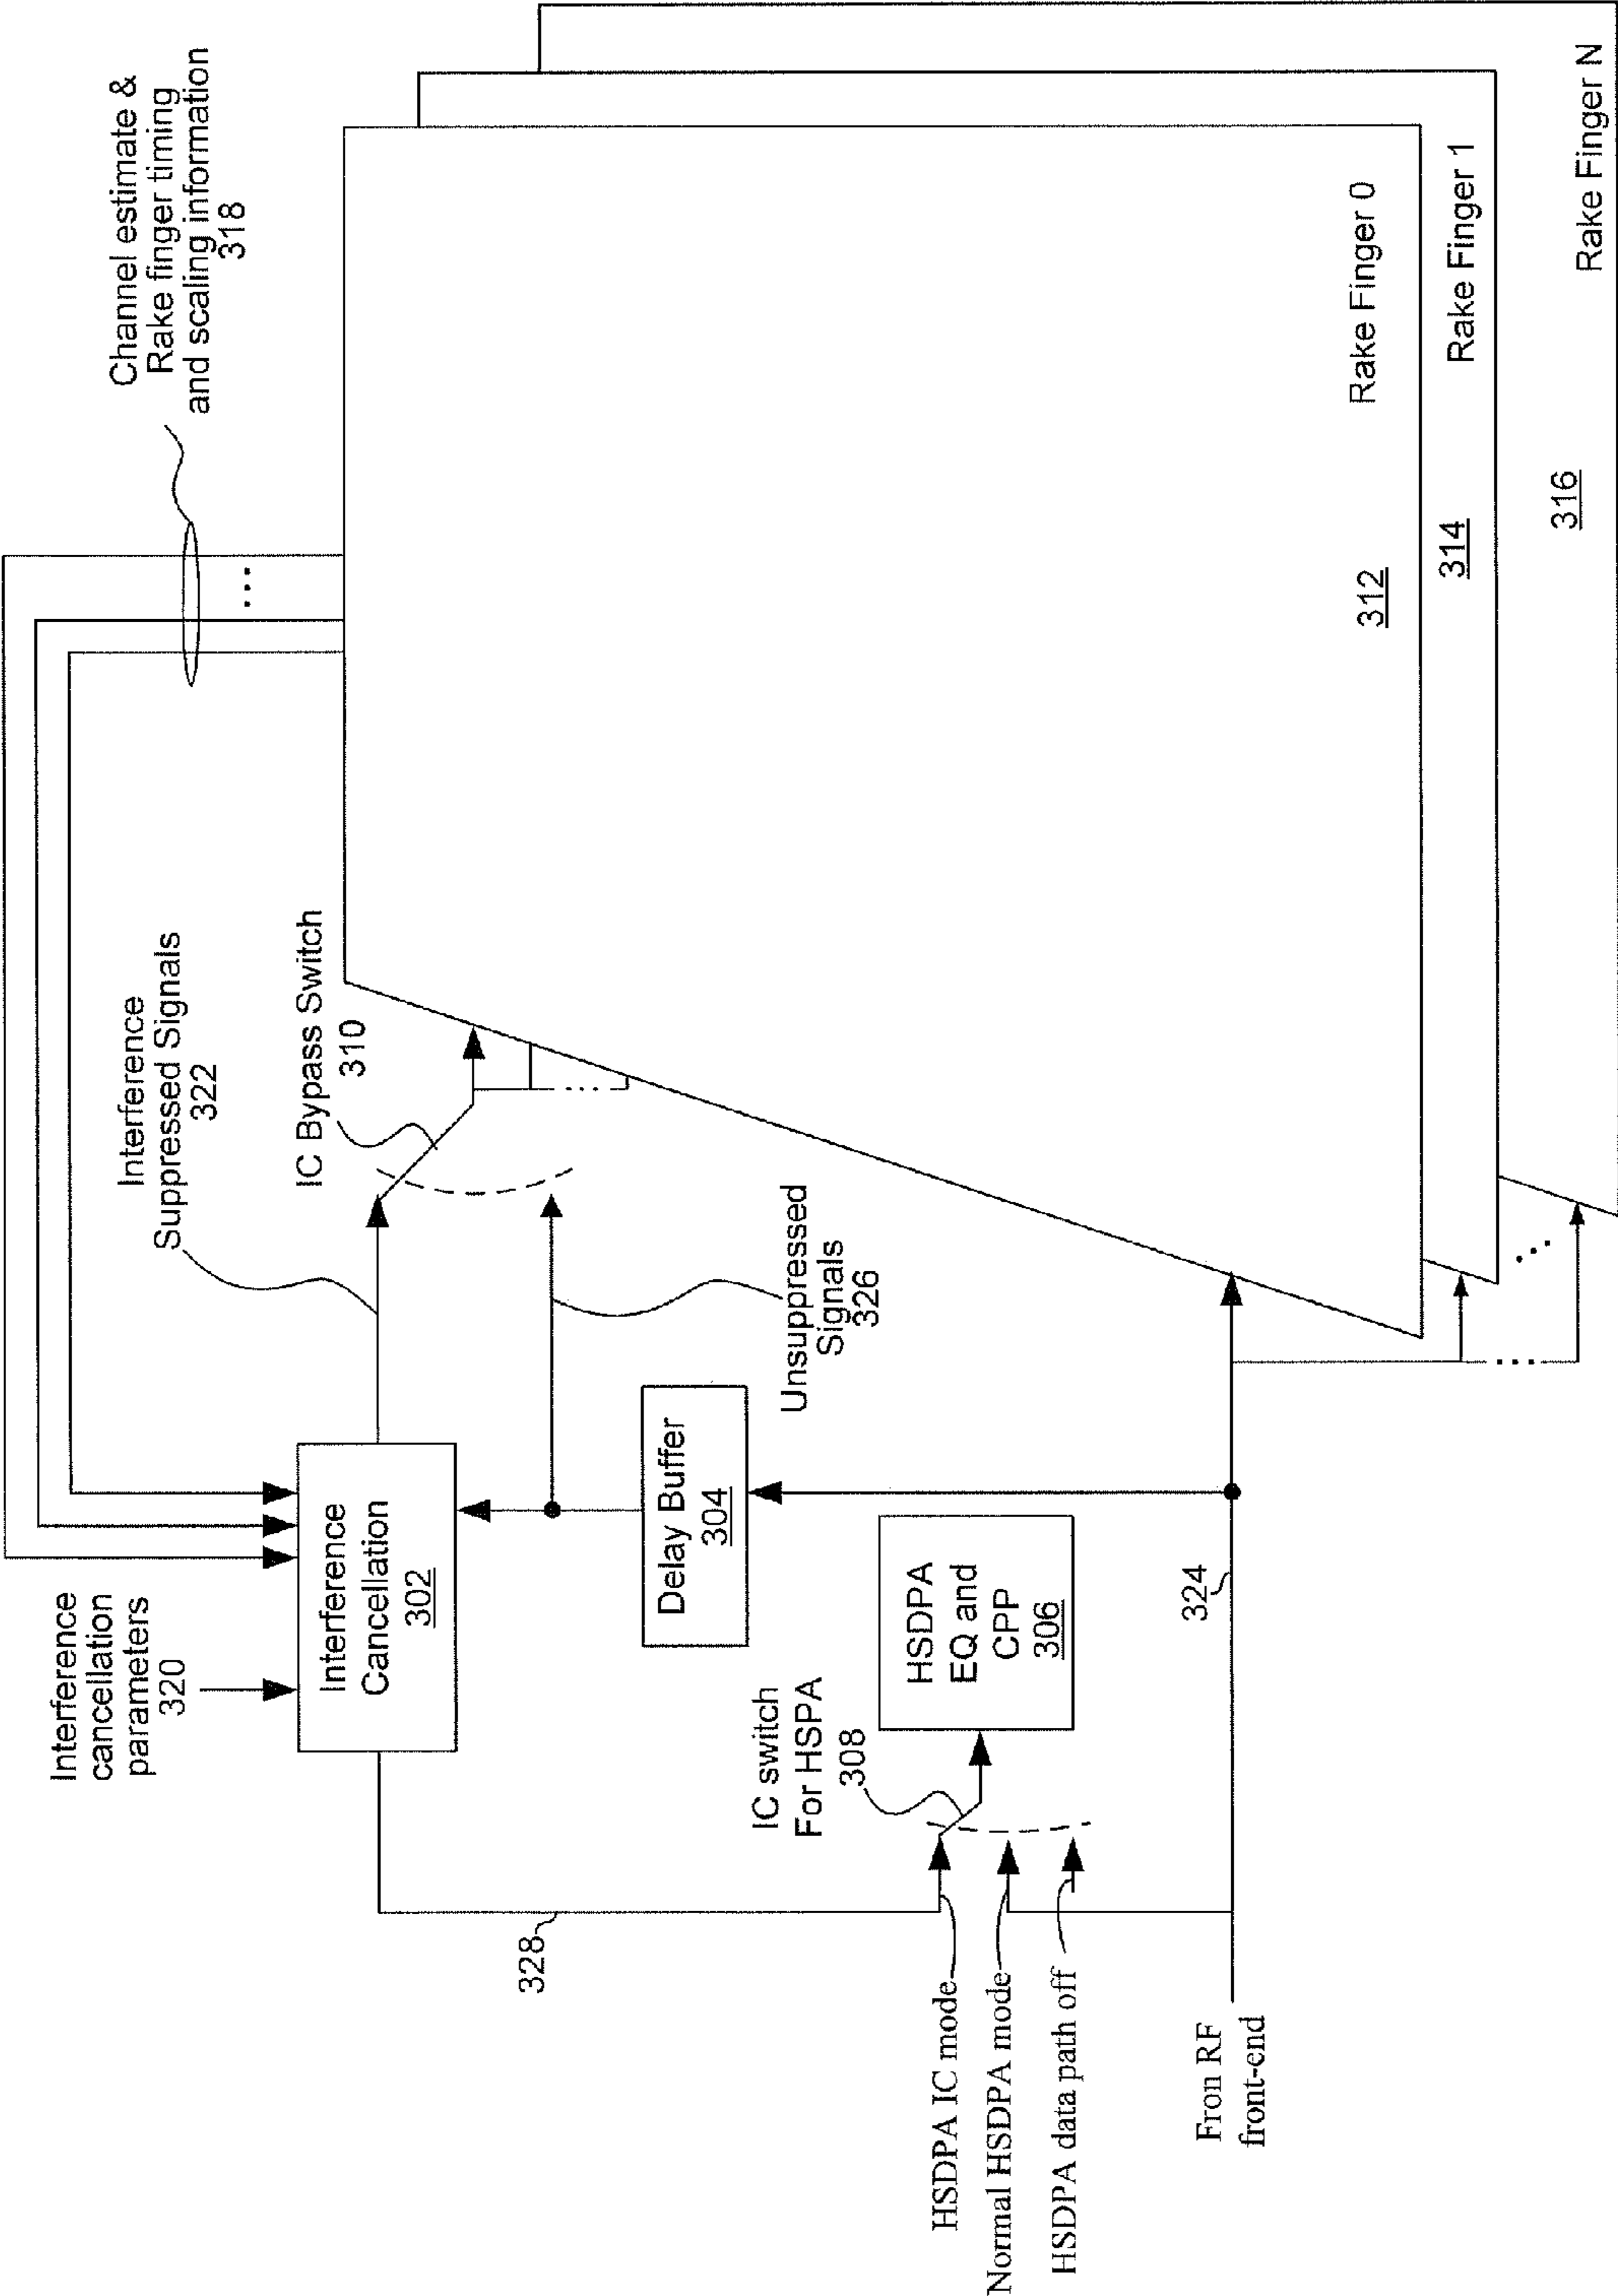 Channel estimate &
Rake finger timing
and scaling information
318
Interference
cancellation
parameters
320
Interference
Suppressed Signals
322
IC Bypass Switch
310
Interference
Cancellation
302
Unsuppressed
Signals
326
Delay Buffer
304
IC switch
For HSPA
308
HSDPA
EQ and
CPP
306
328
324
HSDPA IC mode
Normal HSDPA mode
HSDPA data path off
Fron RF
front-end
Rake Finger 0
312
Rake Finger 1
314
Rake Finger N
316
...
...
...
...